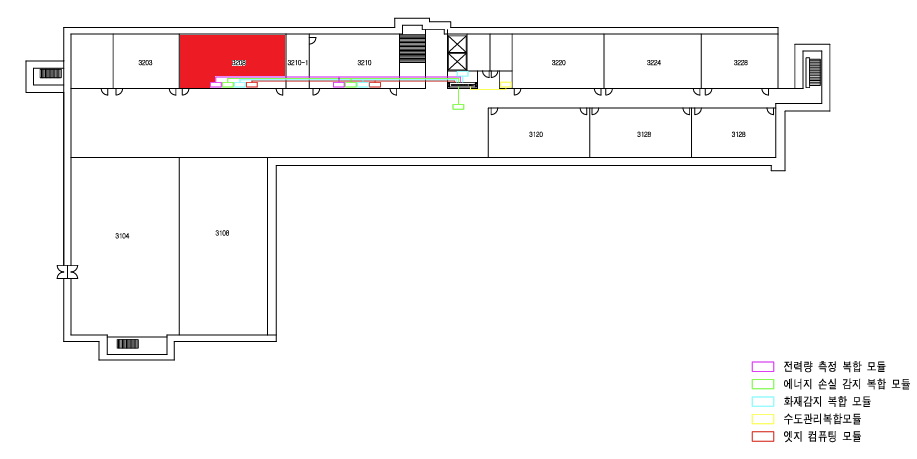 3203
3210-1
3210
3220
3224
3228
3120
3128
3128
3104
3108
전력량 측정 복합 모듈
에너지 손실 감지 복합 모듈
화재감지 복합 모듈
수도관리복합모듈
엣지 컴퓨팅 모듈